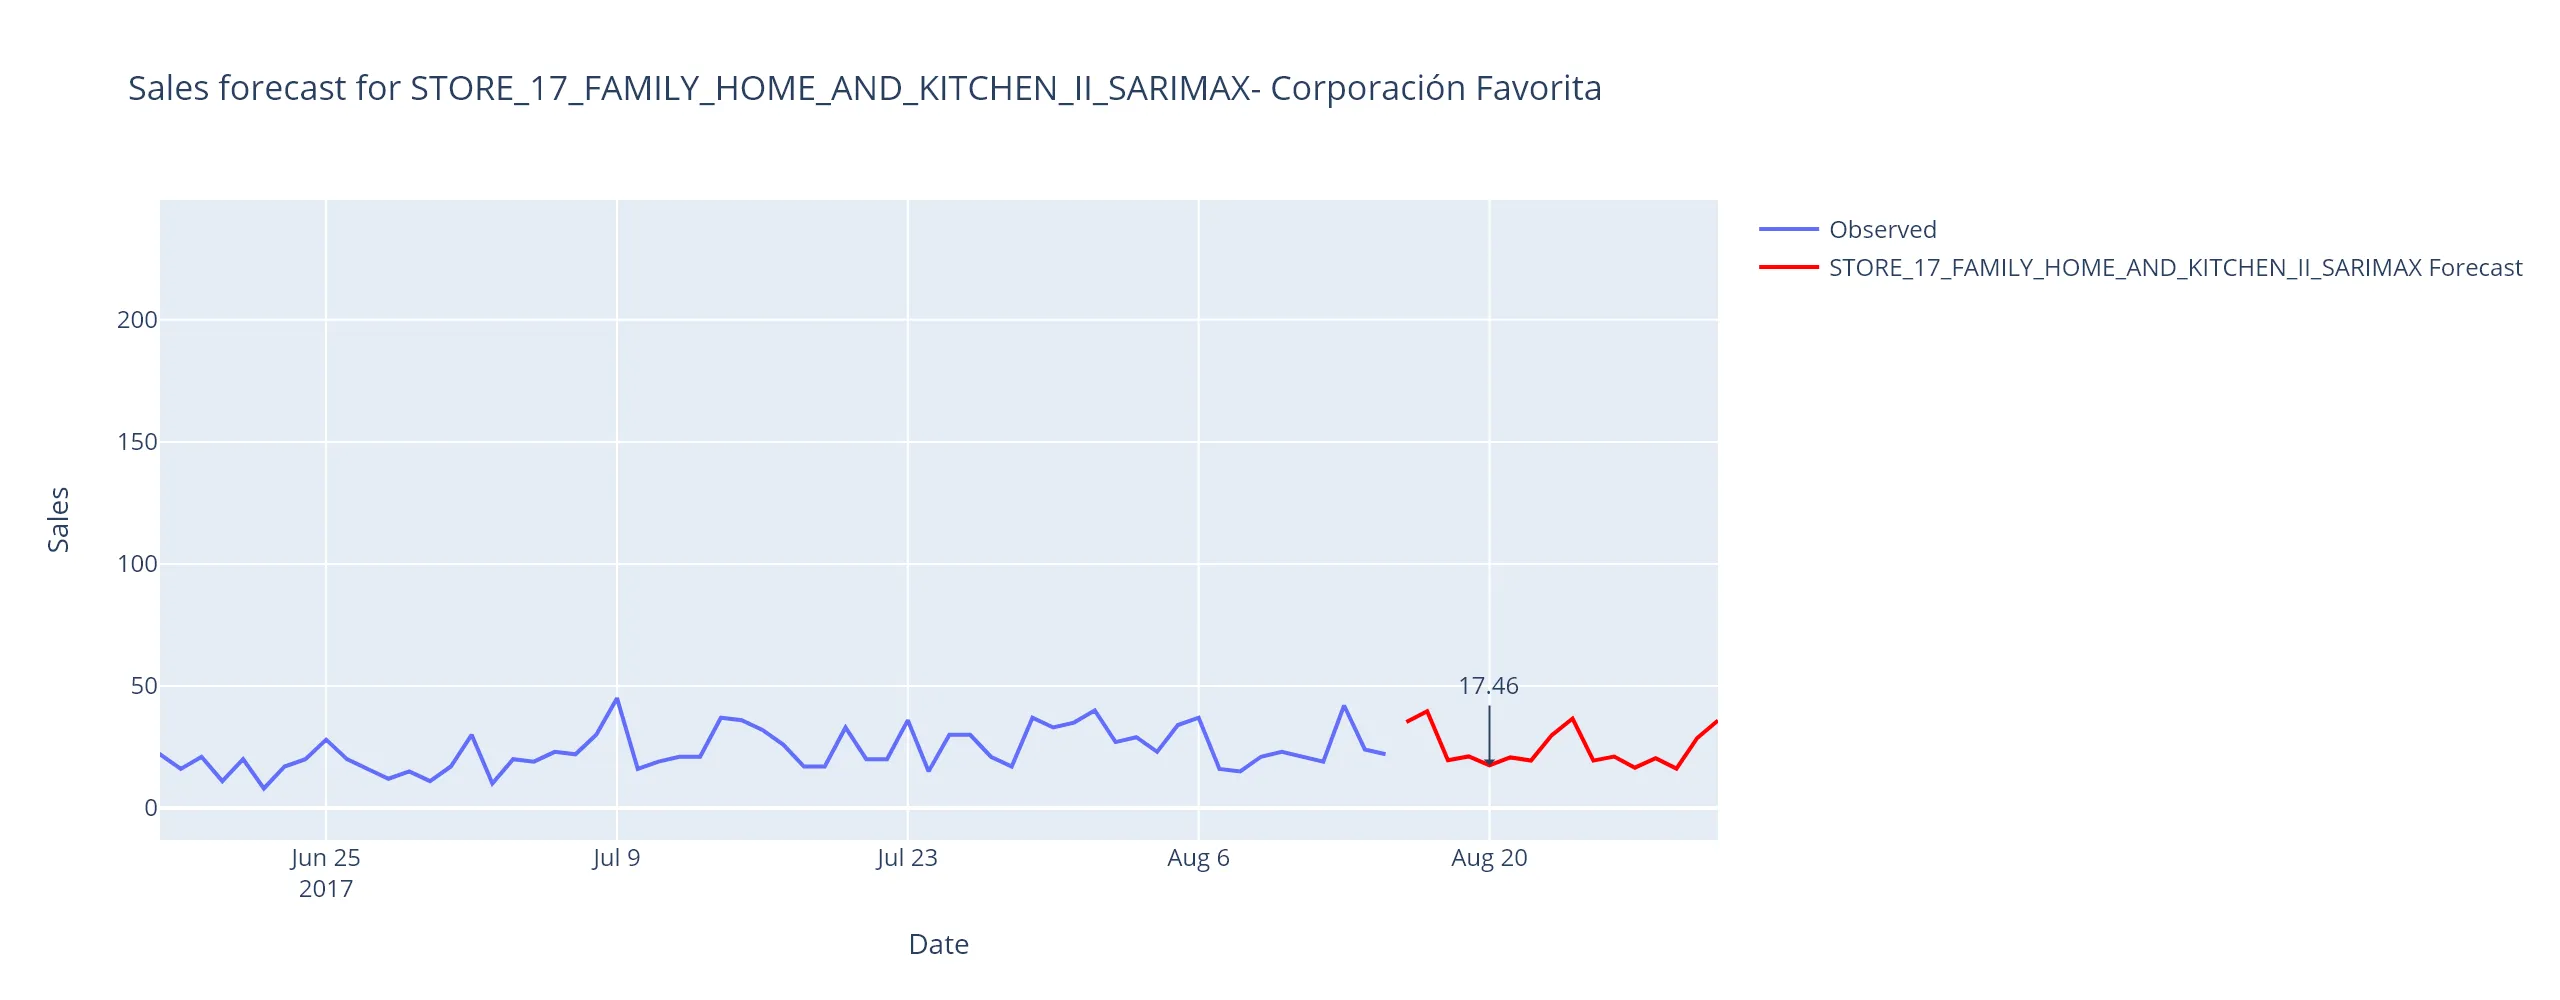 Sales forecast for STORE_17_FAMILY_HOME_AND_KITCHEN_II_SARIMAX- Corporación Favorita
Observed
STORE_17_FAMILY_HOME_AND_KITCHEN_II_SARIMAX Forecast
200
150
100
50
0
Sales
17.46
Jun 25
2017
Jul 9
Jul 23
Aug 6
Aug 20
Date